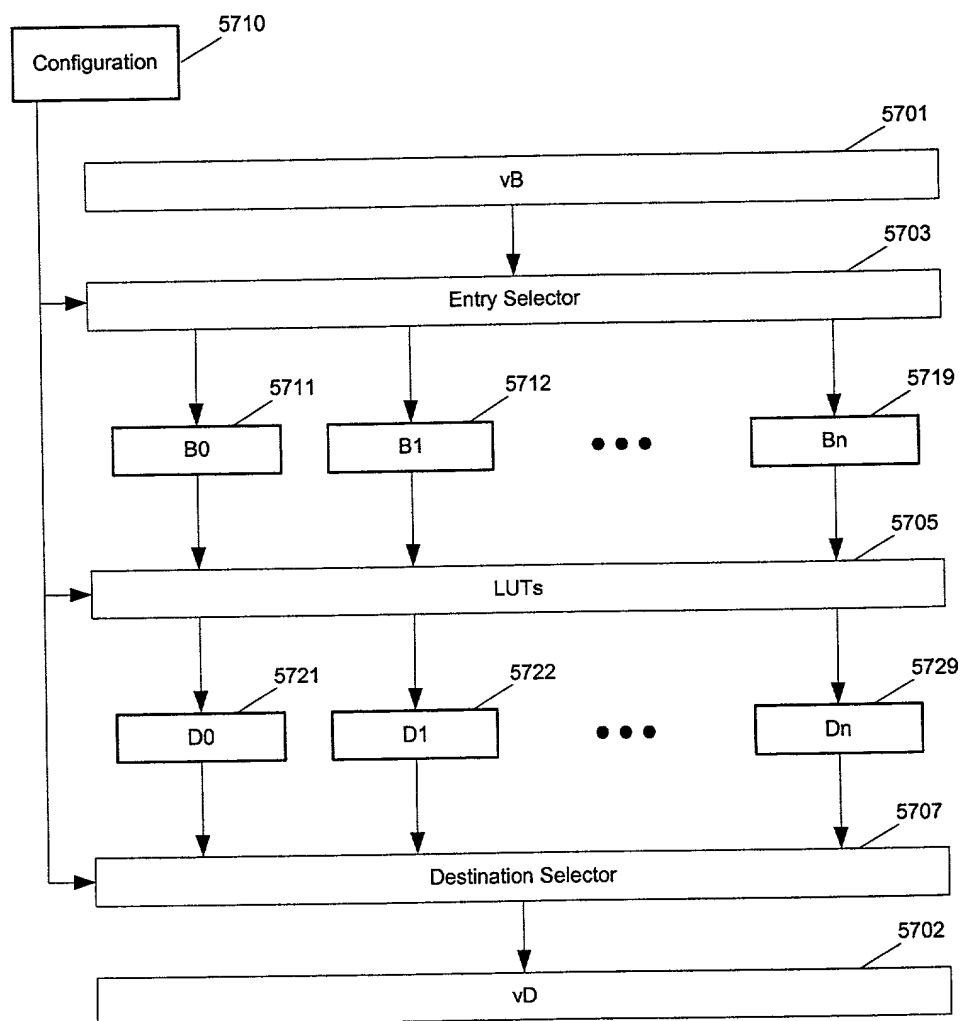 5710
Configuration
5701
vB
5703
Entry Selector
5711
5712
5719
B0
B1
Bn
5705
LUTs
5721
5722
5729
D0
D1
Dn
5707
Destination Selector
5702
vD